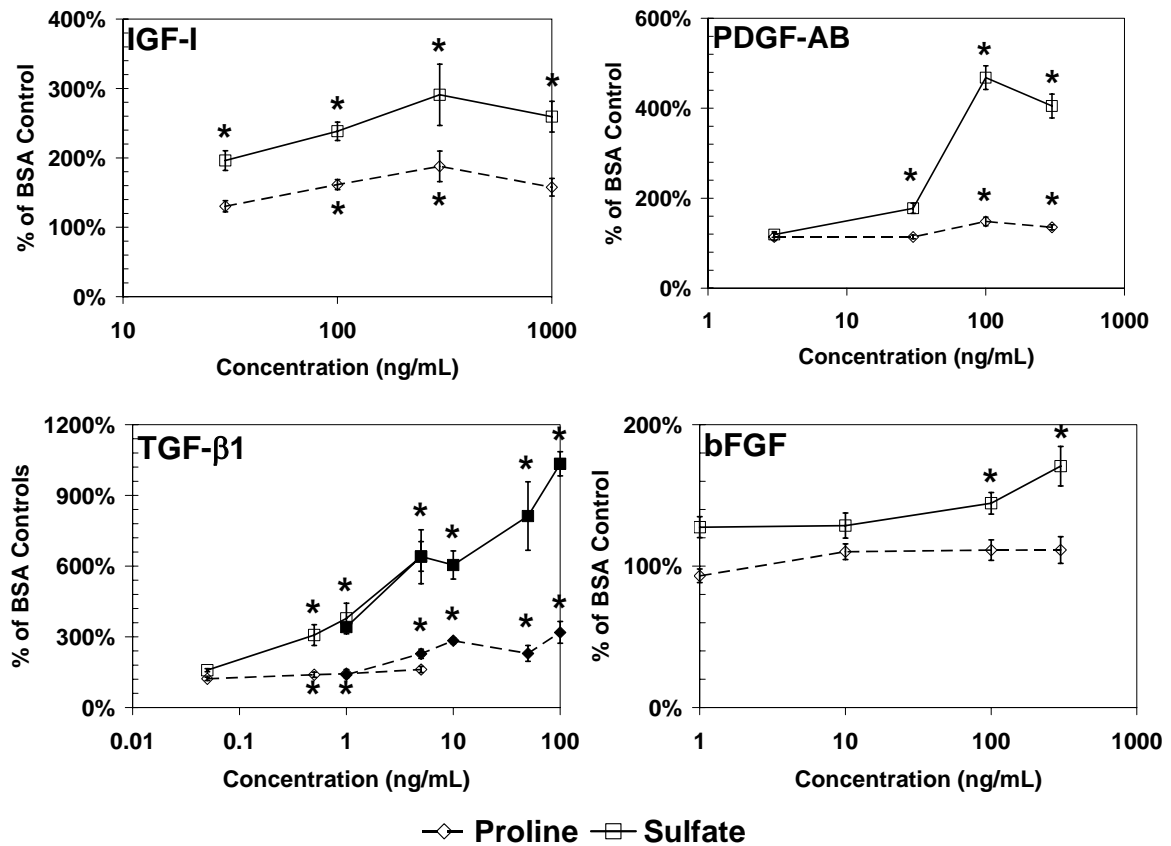 IGF-I
% of BSA Control
400%
300%
200%
100%
0%
10 100 1000
Concentration (ng/mL)
* * * *
* *
PDGF-AB
% of BSA Control
600%
400%
200%
0%
1 10 100 1000
Concentration (ng/mL)
* * *
* *
TGF-β1
% of BSA Controls
1200%
900%
600%
300%
0%
0.01 0.1 1 10 100
Concentration (ng/mL)
* * * * * *
* * * * * *
bFGF
% of BSA Control
200%
100%
0%
1 10 100 1000
Concentration (ng/mL)
* *
Proline Sulfate